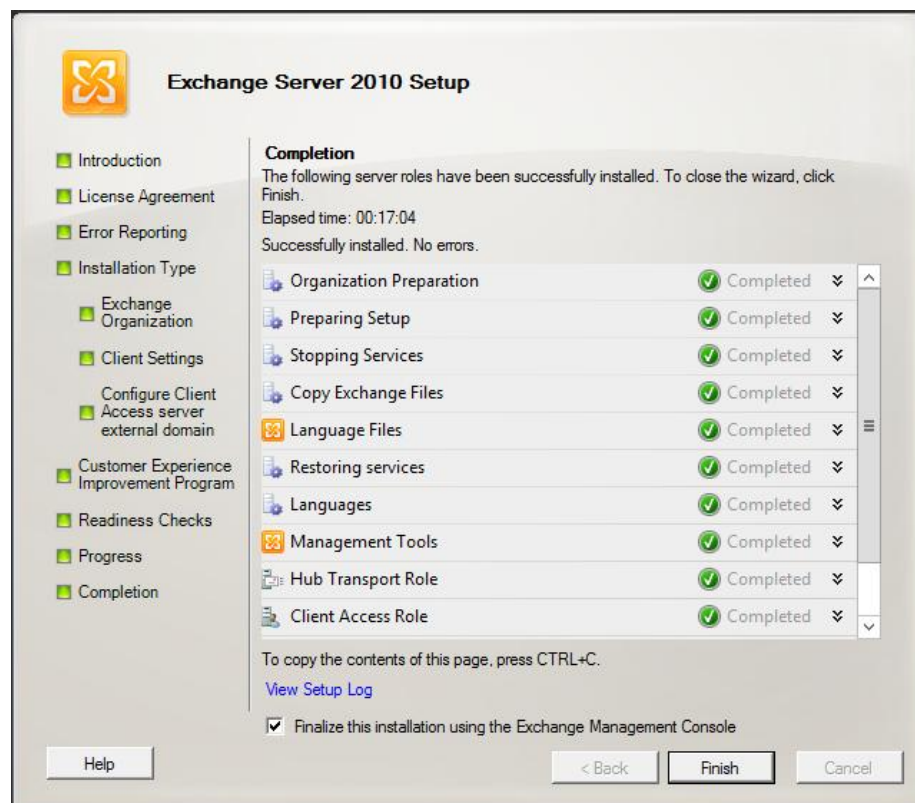 Exchange Server 2010 Setup
Introduction
License Agreement
Error Reporting
Installation Type
Exchange
Organization
Client Settings
Configure Client
Access server
external domain
Customer Experience
Improvement Program
Readiness Checks
Progress
Completion
Completion
The following server roles have been successfully installed. To close the wizard, click
Finish.
Elapsed time: 00:17:04
Successfully installed. No errors.
Organization Preparation Completed
Preparing Setup Completed
Stopping Services Completed
Copy Exchange Files Completed
Language Files Completed
Restoring services Completed
Languages Completed
Management Tools Completed
Hub Transport Role Completed
Client Access Role Completed
To copy the contents of this page, press CTRL+C.
View Setup Log
Finalize this installation using the Exchange Management Console
Help < Back Finish Cancel